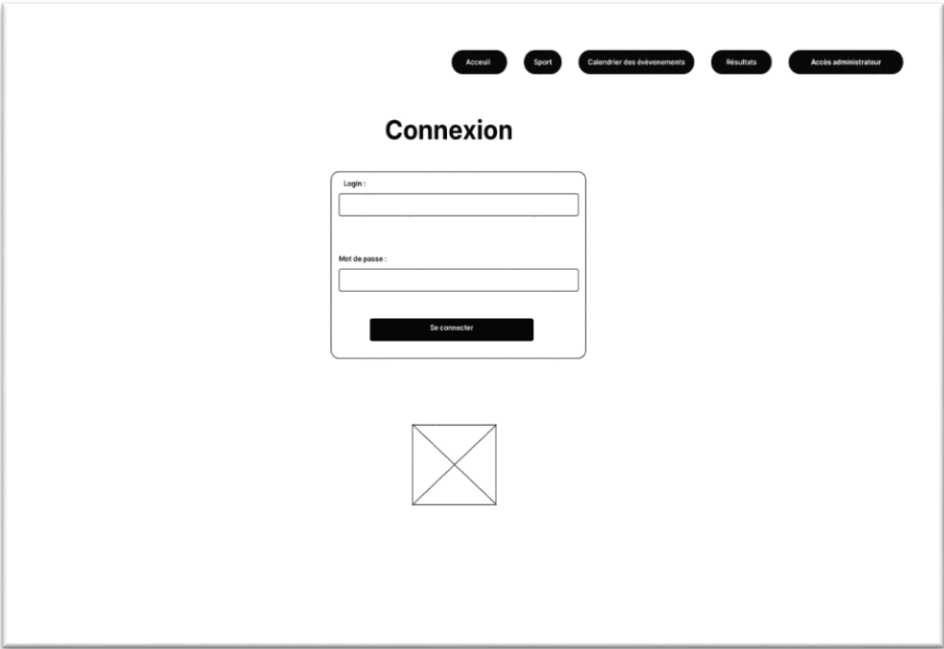 Acceuil
Sport
Calendrier des évèvenements
Résultats
Accès administrateur
Connexion
Login :
Mot de passe :
Se connecter